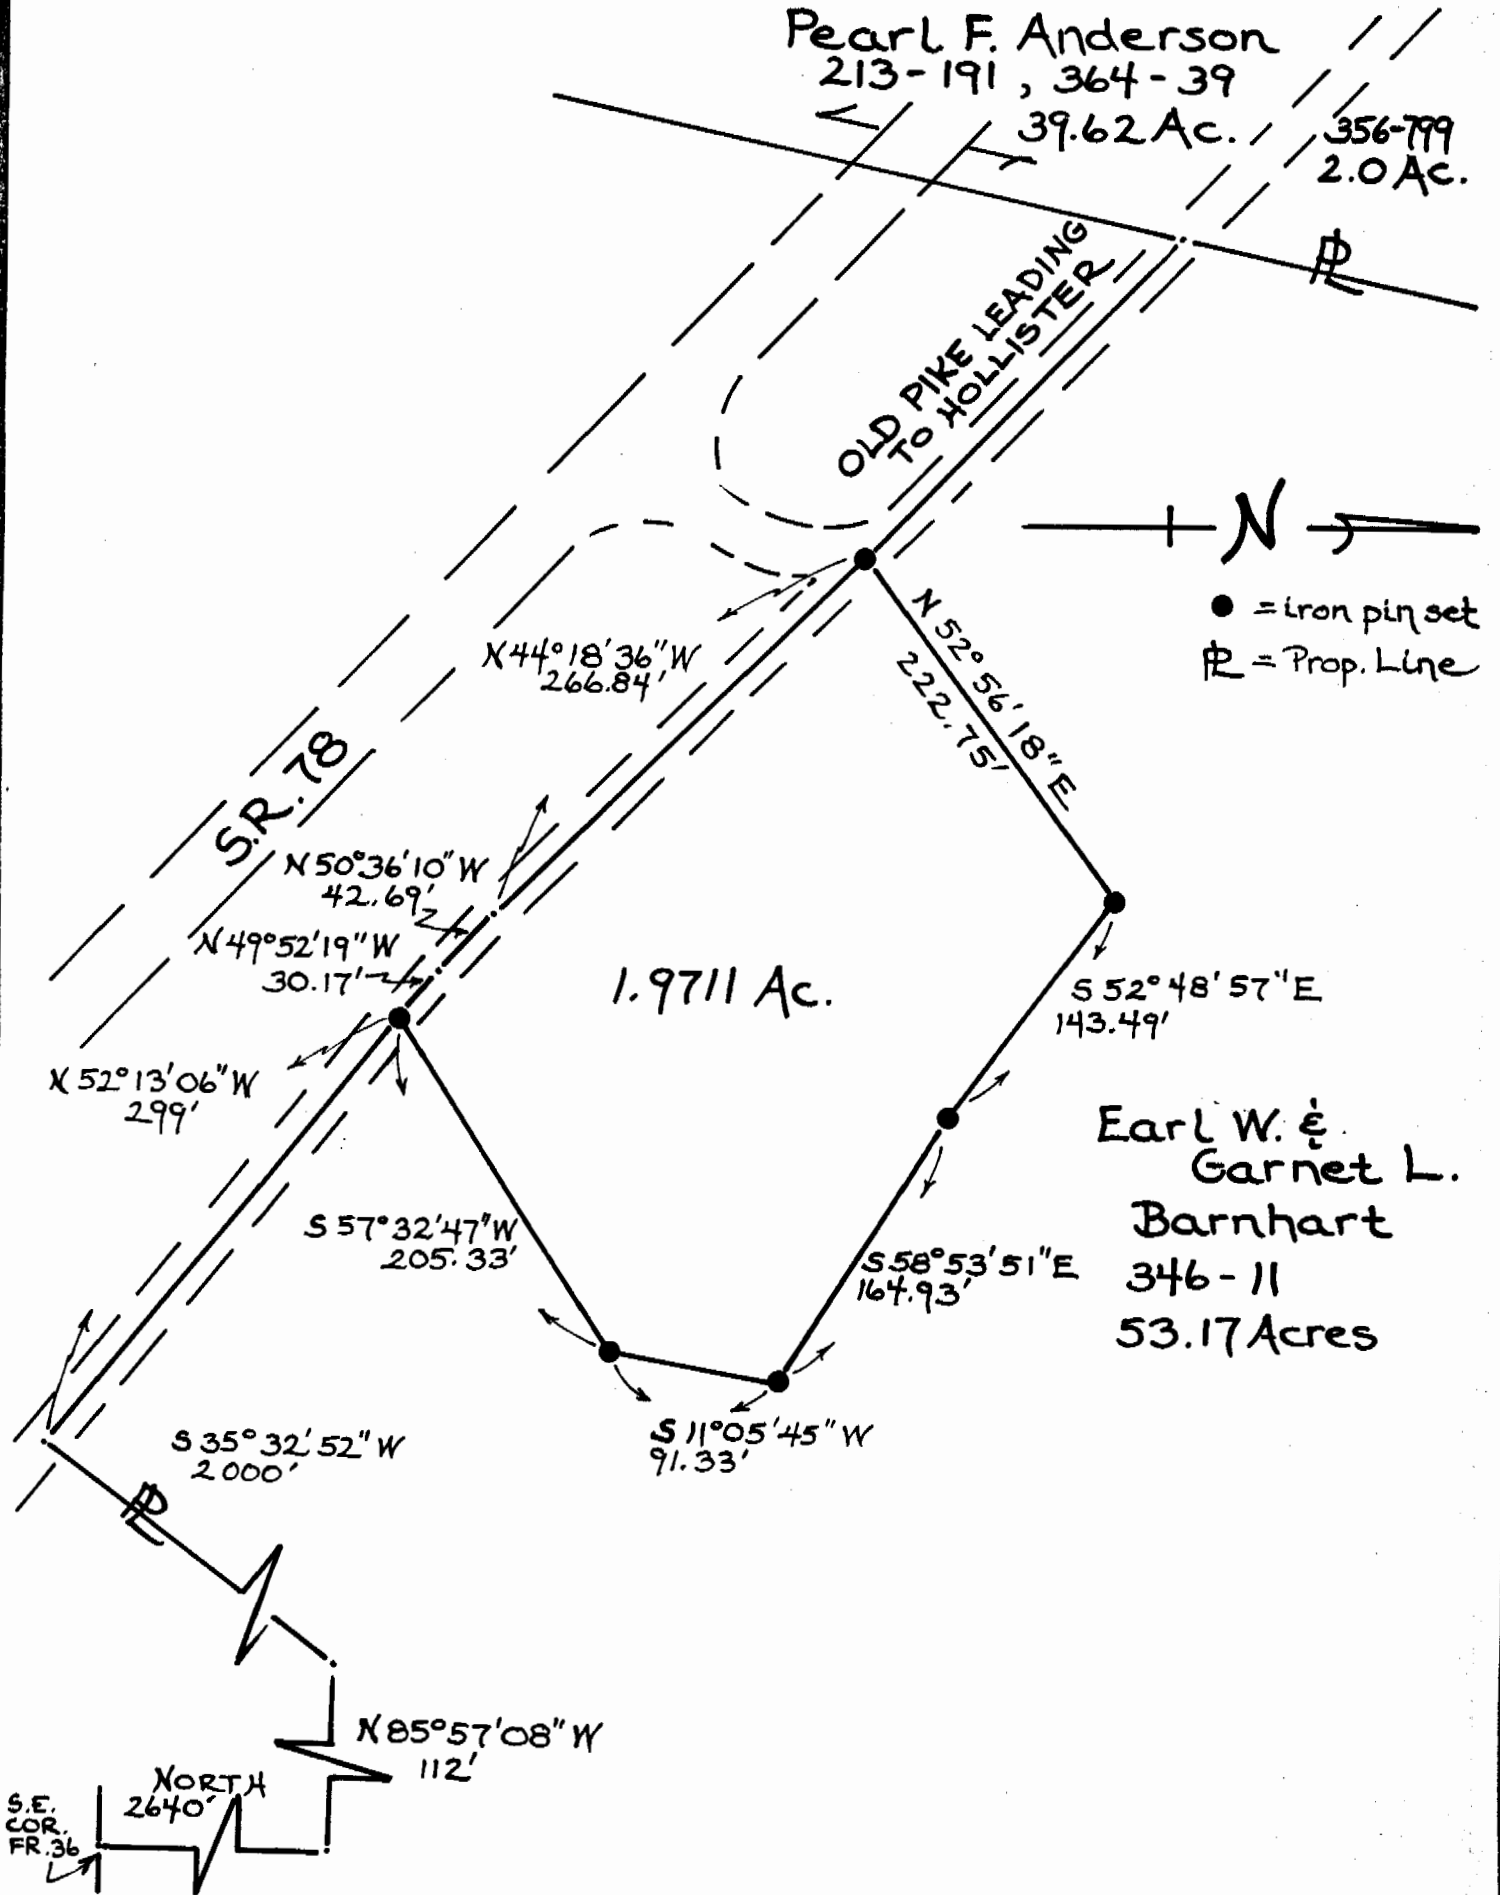 Pearl F. Anderson
213-191, 364-39
39.62 Ac.
356-799
2.0 Ac.
PL
OLD PIKE LEADING
TO HOLLISTER
N
● = iron pin set
PL = Prop. Line
N 52° 56' 18" E
222.75'
N 44° 18' 36" W
266.84'
S.R. 78
N 50° 36' 10" W
42.69'
N 49° 52' 19" W
30.17'
1.9711 Ac.
S 52° 48' 57" E
143.49'
N 52° 13' 06" W
299'
Earl W. &
Garnet L.
Barnhart
346-11
53.17 Acres
S 57° 32' 47" W
205.33'
S 58° 53' 51" E
164.93'
S 11° 05' 45" W
91.33'
S 35° 32' 52" W
2000'
PL
N 85° 57' 08" W
112'
NORTH
2640'
S.E.
COR.
FR. 36